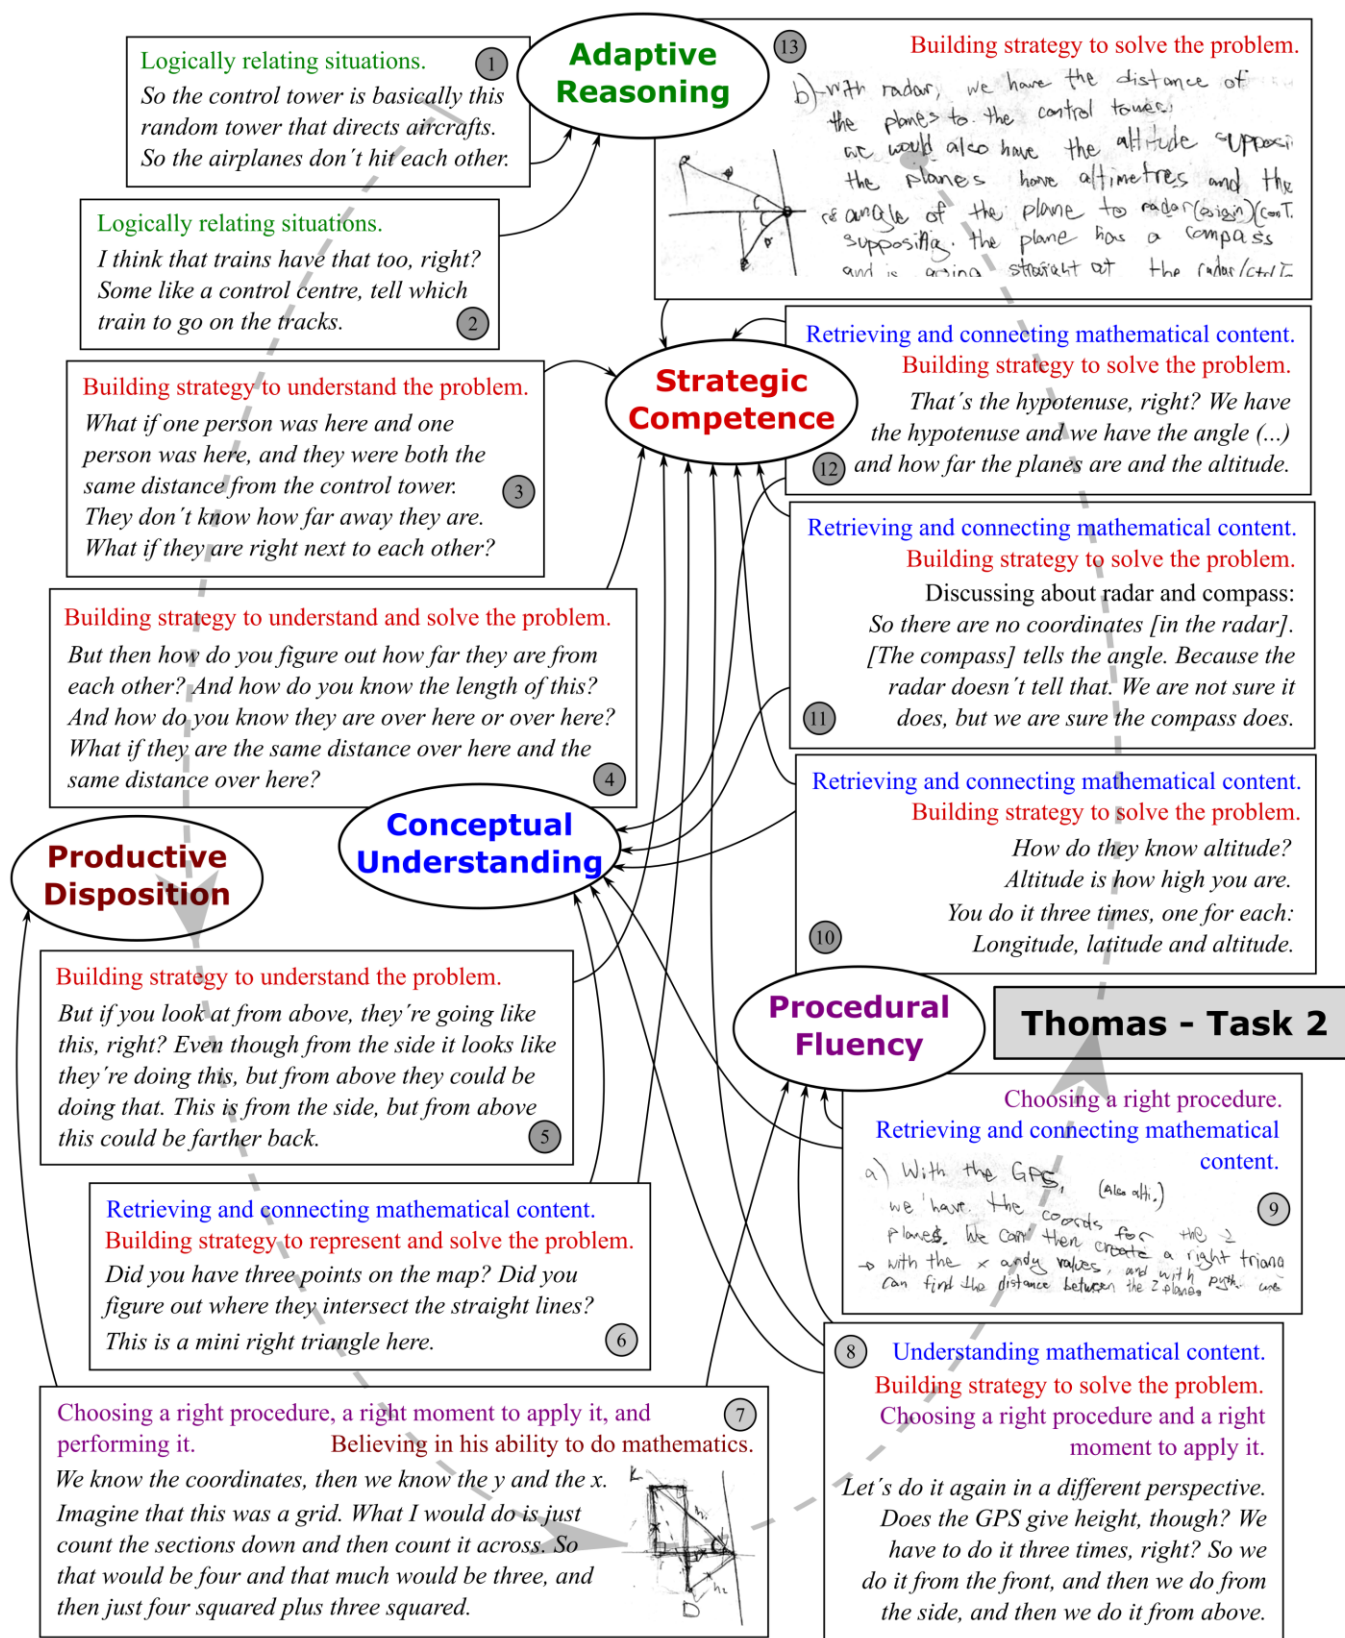 Adaptive
Reasoning
1
Logically relating situations.
So the control tower is basically this
random tower that directs aircrafts.
So the airplanes don´t hit each other.
Logically relating situations.
I think that trains have that too, right?
Some like a control centre, tell which
train to go on the tracks.
2
Building strategy to understand the problem.
What if one person was here and one
person was here, and they were both the
same distance from the control tower.
They don´t know how far away they are.
What if they are right next to each other?
3
Building strategy to understand and solve the problem.
But then how do you figure out how far they are from
each other? And how do you know the length of this?
And how do you know they are over here or over here?
What if they are the same distance over here and the
same distance over here?
4
Strategic
Competence
Conceptual
Understanding
Productive
Disposition
Building strategy to understand the problem.
But if you look at from above, they´re going like
this, right? Even though from the side it looks like
they´re doing this, but from above they could be
doing that. This is from the side, but from above
this could be farther back.
5
Retrieving and connecting mathematical content.
Building strategy to represent and solve the problem.
Did you have three points on the map? Did you
figure out where they intersect the straight lines?
This is a mini right triangle here.
6
Choosing a right procedure, a right moment to apply it, and
performing it.
Believing in his ability to do mathematics.
7
We know the coordinates, then we know the y and the x.
Imagine that this was a grid. What I would do is just
count the sections down and then count it across. So
that would be four and that much would be three, and
then just four squared plus three squared.
D
h2
8
Understanding mathematical content.
Building strategy to solve the problem.
Choosing a right procedure and a right
moment to apply it.
Let´s do it again in a different perspective.
Does the GPS give height, though? We
have to do it three times, right? So we
do it from the front, and then we do from
the side, and then we do it from above.
Choosing a right procedure.
Retrieving and connecting mathematical
content.
9
a) With the GPS, (Also alti.)
we have the coords for the 2
planes. We can then create a right triang
with the x and y values, and with pyth.
can find the distance between the 2 planes
Thomas - Task 2
Procedural
Fluency
Retrieving and connecting mathematical content.
Building strategy to solve the problem.
How do they know altitude?
Altitude is how high you are.
You do it three times, one for each:
Longitude, latitude and altitude.
10
Retrieving and connecting mathematical content.
Building strategy to solve the problem.
Discussing about radar and compass:
So there are no coordinates [in the radar].
[The compass] tells the angle. Because the
radar doesn´t tell that. We are not sure it
does, but we are sure the compass does.
11
Retrieving and connecting mathematical content.
Building strategy to solve the problem.
That´s the hypotenuse, right? We have
the hypotenuse and we have the angle (...)
and how far the planes are and the altitude.
12
13
Building strategy to solve the problem.
b) with radar, we have the distance of
the planes to the control tower,
we would also have the altitude supposi
the planes have altimetres and the
angle of the plane to radar (origin)
supposing the plane has a compass
and is going straight at the radar/ctrl T